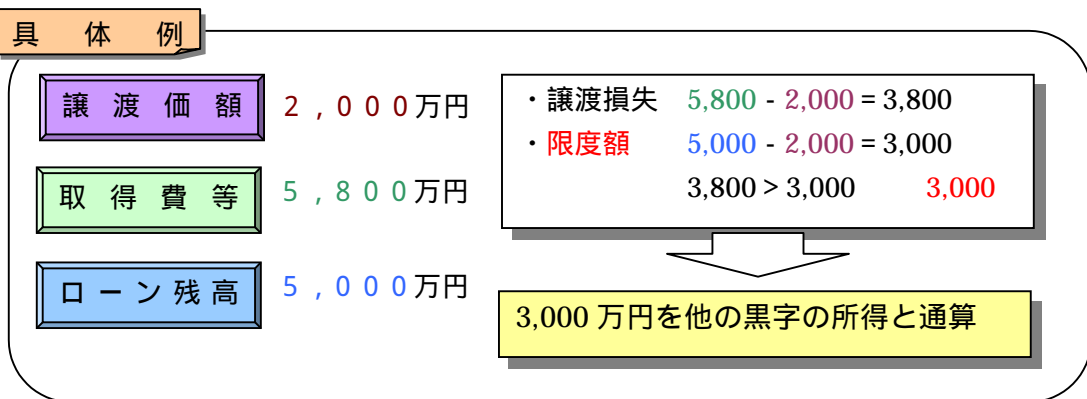 具 体 例
譲 渡 価 額 2,000万円
取 得 費 等 5,800万円
ローン残高 5,000万円
・譲渡損失 5,800 - 2,000 = 3,800
・限度額 5,000 - 2,000 = 3,000
3,800 > 3,000 3,000
3,000 万円を他の黒字の所得と通算